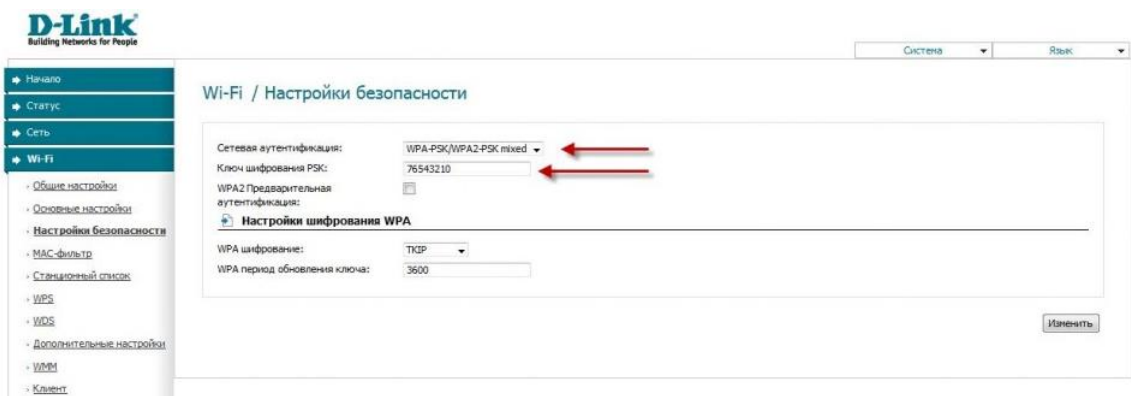 D-Link
Building Networks for People
Система
Язык
Начало
Статус
Сеть
Wi-Fi
Общие настройки
Основные настройки
Настройки безопасности
MAC-фильтр
Станционный список
WPS
WDS
Дополнительные настройки
WMM
Клиент
Wi-Fi / Настройки безопасности
Сетевая аутентификация: WPA-PSK/WPA2-PSK mixed
Ключ шифрования PSK: 76543210
WPA2 Предварительная
аутентификация:
Настройки шифрования WPA
WPA шифрование: TKIP
WPA период обновления ключа: 3600
Изменить